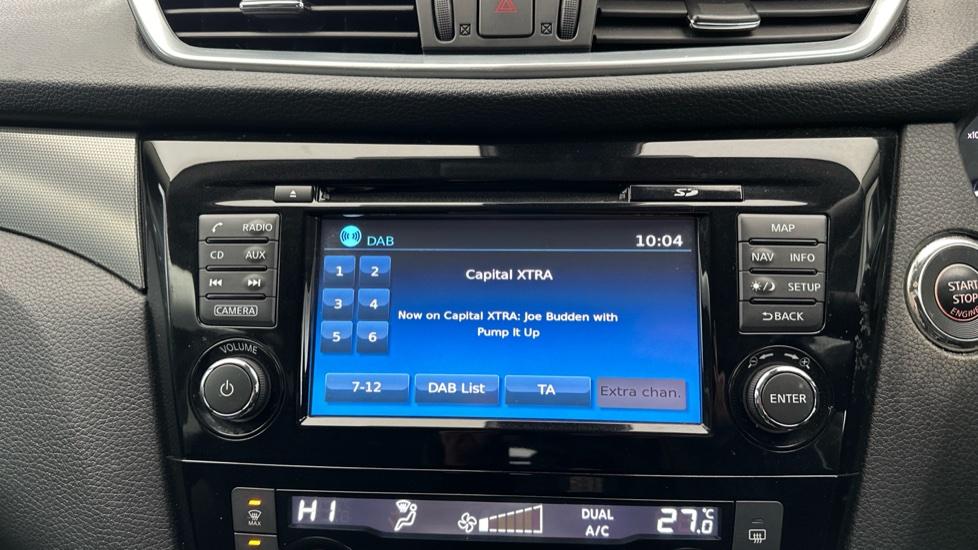 RADIO
CD AUX
CAMERA
VOLUME
SD
DAB 10:04
1 2
3 4
5 6
Capital XTRA
Now on Capital XTRA: Joe Budden with
Pump It Up
7-12 DAB List TA Extra chan.
MAP
NAV INFO
SETUP
BACK
ENTER
x10
START
STOP
ENGINE
MAX
HI
DUAL
A/C
27.0°C